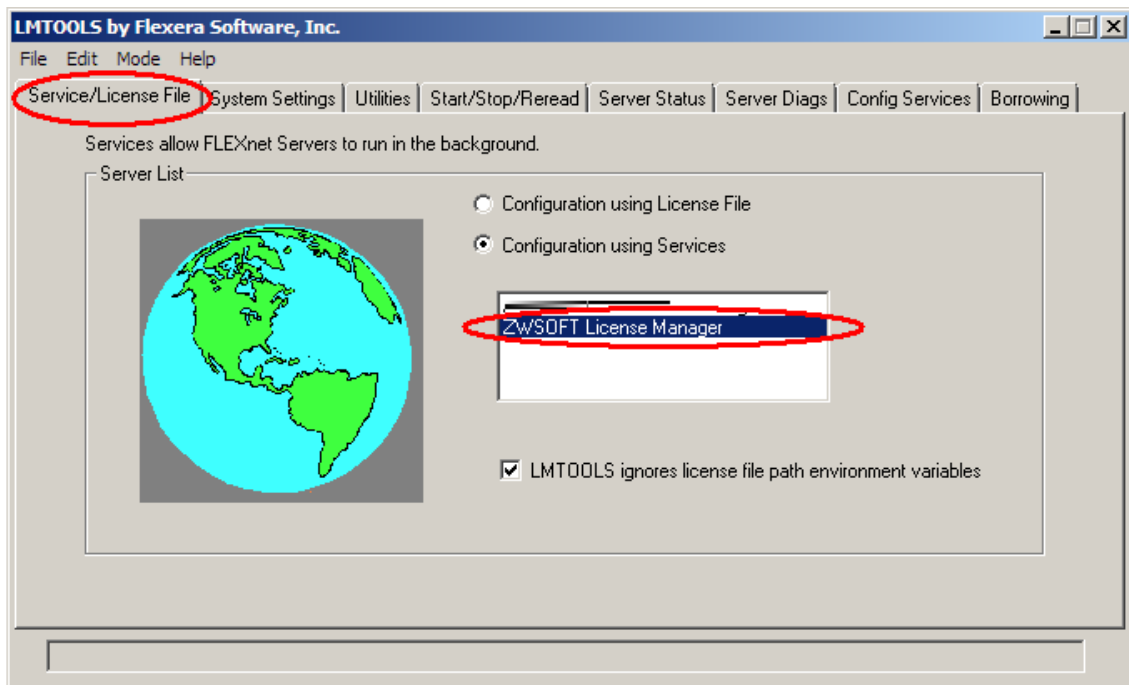 LMTOOLS by Flexera Software, Inc.
File Edit Mode Help
Service/License File System Settings Utilities Start/Stop/Reread Server Status Server Diags Config Services Borrowing
Services allow FLEXnet Servers to run in the background.
Server List
Configuration using License File
Configuration using Services
ZWSOFT License Manager
LMTOOLS ignores license file path environment variables